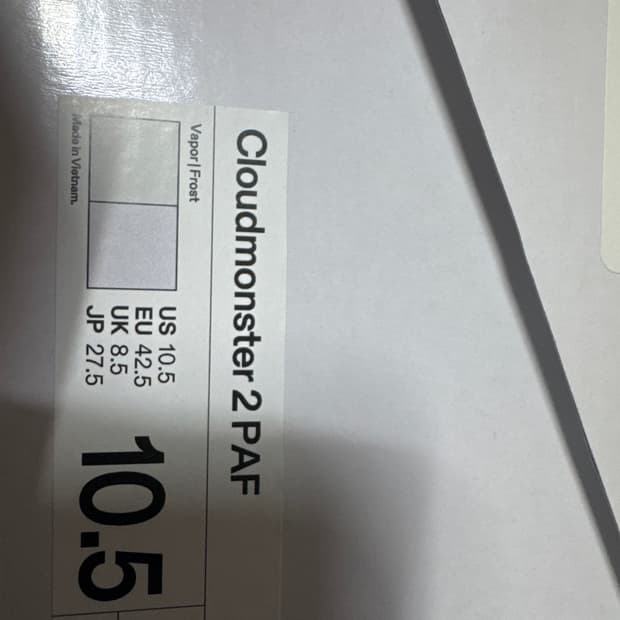 Cloudmonster 2 PAF
Vapor | Frost
US 10.5
EU 42.5
UK 8.5
JP 27.5
10.5
Made in Vietnam.